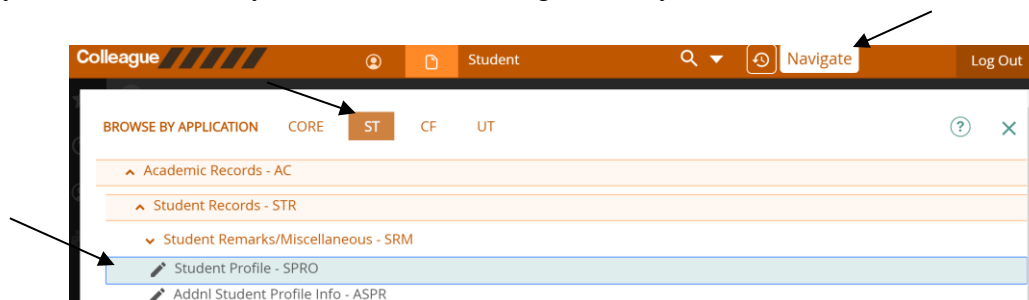 Colleague Student Navigate Log Out
BROWSE BY APPLICATION CORE ST CF UT
Academic Records - AC
Student Records - STR
Student Remarks/Miscellaneous - SRM
Student Profile - SPRO
Addnl Student Profile Info - ASPR